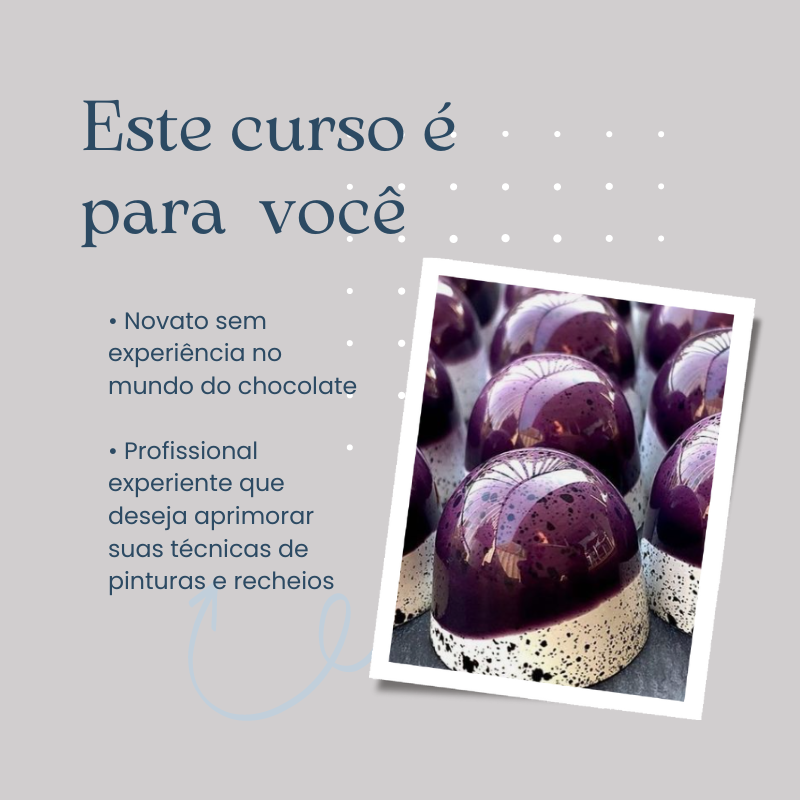 Este curso é
para  você
• Novato sem
experiência no
mundo do chocolate
• Profissional
experiente que
deseja aprimorar
suas técnicas de
pinturas e recheios